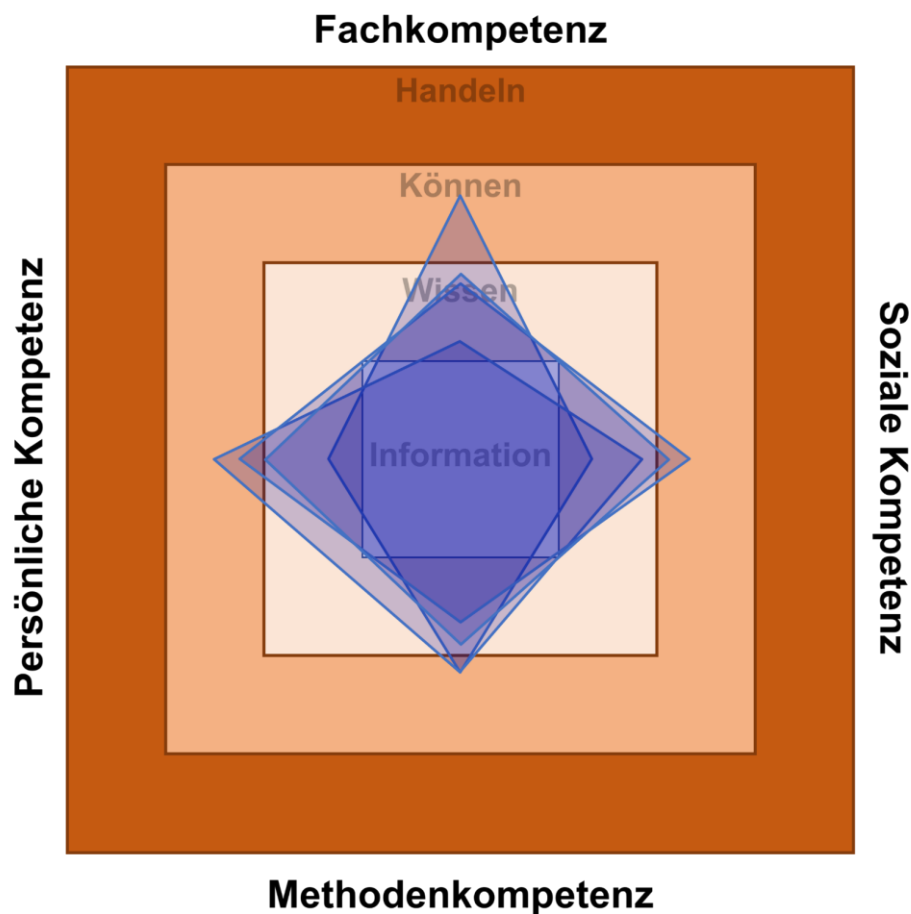 Fachkompetenz
Handeln
Können
Wissen
Persönliche Kompetenz
Information
Soziale Kompetenz
Methodenkompetenz